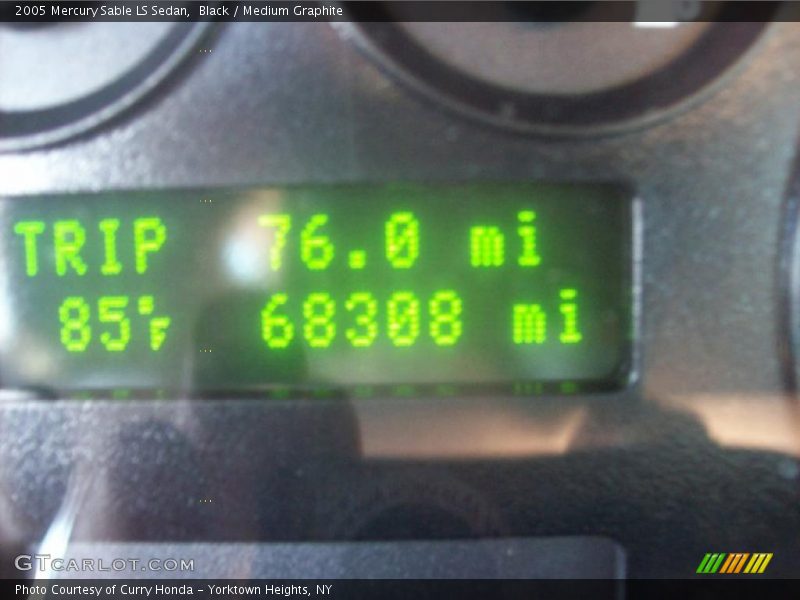 2005 Mercury Sable LS Sedan,  Black / Medium Graphite
TRIP 76.0 mi
85°F 68308 mi
GTCARLOT.COM
Photo Courtesy of Curry Honda - Yorktown Heights, NY